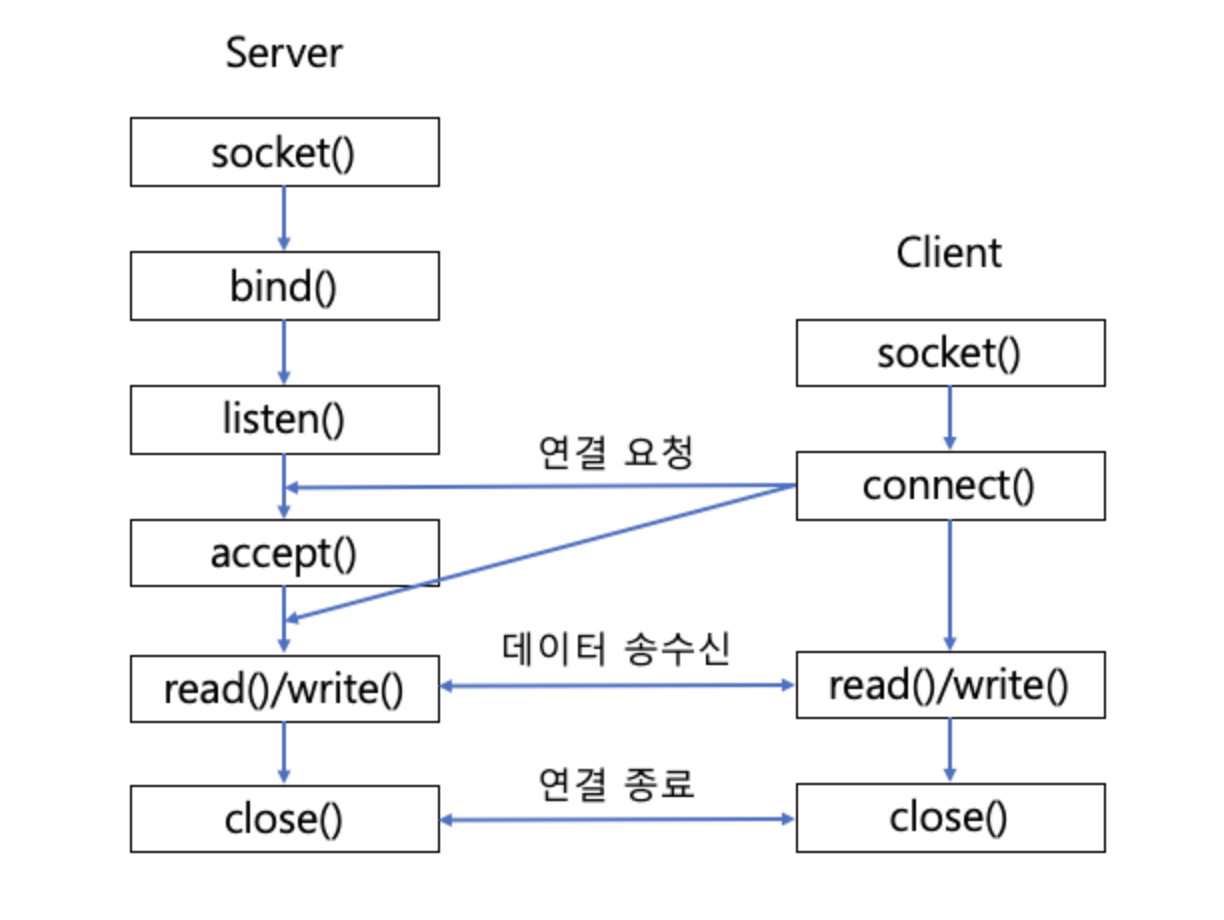 Server
socket()
bind()
Client
socket()
listen()
연결 요청
connect()
accept()
데이터 송수신
read()/write()
read()/write()
연결 종료
close()
close()